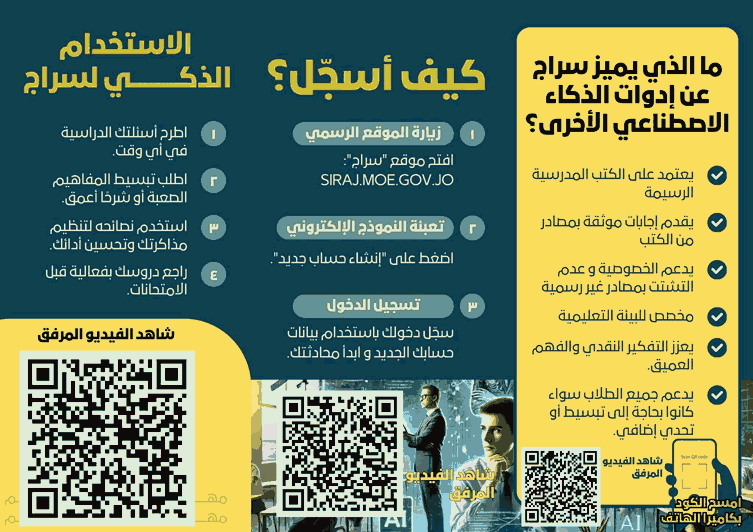 ما الذي يميز سراج
عن إدوات الذكاء
الاصطناعي الأخرى؟
يعتمد على الكتب المدرسية
الرسيمة
يقدم إجابات موثقة بمصادر
من الكتب
يدعم الخصوصية و عدم
التشتت بمصادر غير رسمية
مخصص للبيئة التعليمية
يعزز التفكير النقدي والفهم
العميق.
يدعم جميع الطلاب سواء
كانوا بحاجة إلى تبسيط أو
تحدي إضافي.
شاهد الفيديو
المرفق
Scan QR code
امسح الكود
بكاميرا الهاتف
AI
كيف أسجّل؟
١ زيارة الموقع الرسمي
افتح موقع "سراج":
SIRAJ.MOE.GOV.JO
٢ تعبئة النموذج الإلكتروني
اضغط على "إنشاء حساب جديد".
٣ تسجيل الدخول
سجّل دخولك باستخدام بيانات
حسابك الجديد و ابدأ محادثتك.
شاهد الفيديو
المرفق
AI
الاستخدام
الذكي لسراج
١ اطرح أسئلتك الدراسية
في أي وقت.
٢ اطلب تبسيط المفاهيم
الصعبة أو شرحًا أعمق.
٣ استخدم نصائحه لتنظيم
مذاكرتك وتحسين أدائك.
٤ راجع دروسك بفعالية قبل
الامتحانات.
شاهد الفيديو المرفق